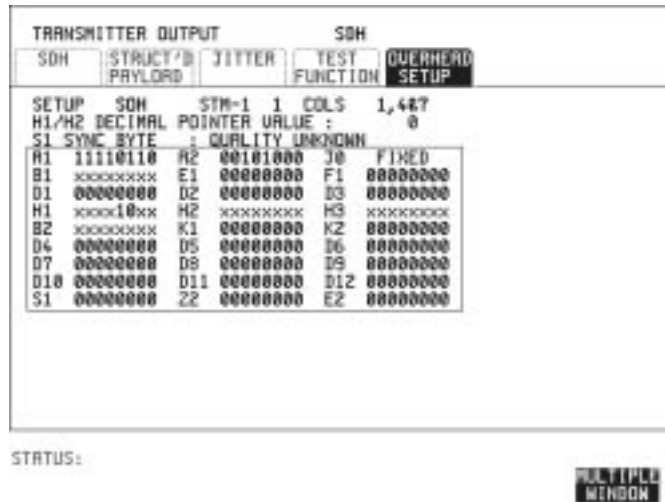 TRANSMITTER OUTPUT SDH
SDH STRUCT'D PAYLOAD JITTER TEST FUNCTION OVERHEAD SETUP
SETUP SOH STM-1 1 COLS 1,4&7
H1/H2 DECIMAL POINTER VALUE : 0
S1 SYNC BYTE : QUALITY UNKNOWN
A1 11110110 A2 00101000 J0 FIXED
B1 xxxxxxxx E1 00000000 F1 00000000
D1 00000000 D2 00000000 D3 00000000
H1 xxxx10xx H2 xxxxxxxx H3 xxxxxxxx
B2 xxxxxxxx K1 00000000 K2 00000000
D4 00000000 D5 00000000 D6 00000000
D7 00000000 D8 00000000 D9 00000000
D10 00000000 D11 00000000 D12 00000000
S1 00000000 Z2 00000000 E2 00000000
STATUS:
MULTIPLE
WINDOW